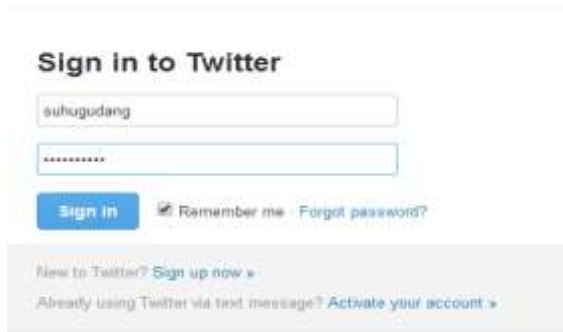 Sign in to Twitter
suhugudang
••••••••••
Sign in Remember me · Forgot password?
New to Twitter? Sign up now »
Already using Twitter via text message? Activate your account »